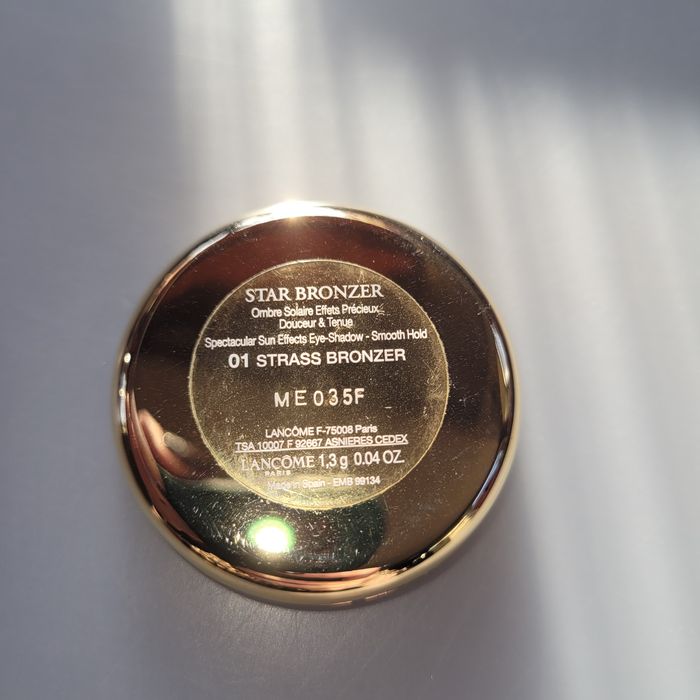 STAR BRONZER
Ombre Solaire Effets Précieux
Douceur & Tenue
Spectacular Sun Effects Eye-Shadow - Smooth Hold
01 STRASS BRONZER
ME035F
LANCÔME F-75008 Paris
TSA 10007 F 92667 ASNIERES CEDEX
LANCÔME 1,3 g 0.04 OZ.
PARIS
Made in Spain - EMB 99134